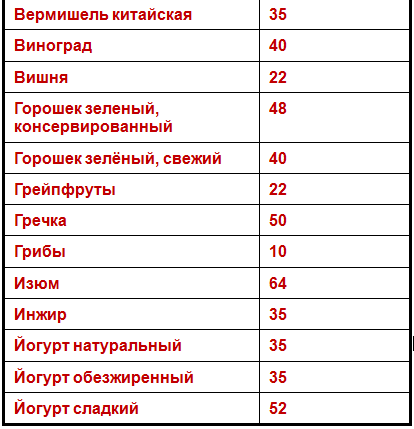 Вермишель китайская 35
Виноград 40
Вишня 22
Горошек зеленый, 48
консервированный
Горошек зелёный, свежий 40
Грейпфруты 22
Гречка 50
Грибы 10
Изюм 64
Инжир 35
Йогурт натуральный 35
Йогурт обезжиренный 35
Йогурт сладкий 52